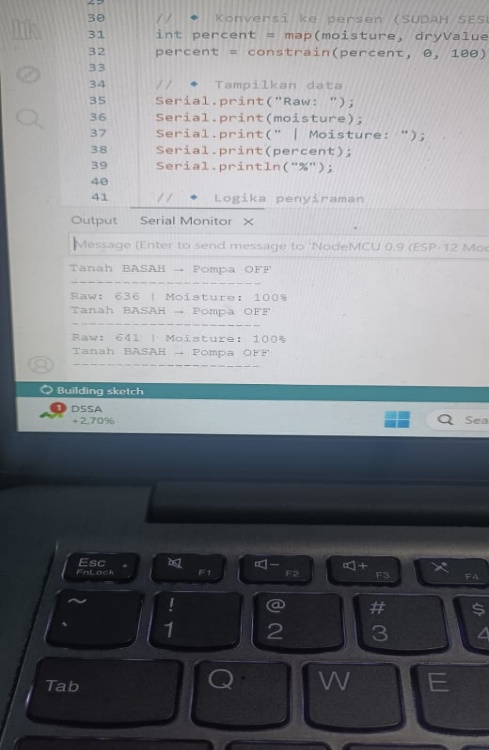 29
30 // 🔹 Konversi ke persen (SUDAH SES
31 int percent = map(moisture, dryValue
32 percent = constrain(percent, 0, 100)
33
34 // 🔹 Tampilkan data
35 Serial.print("Raw: ");
36 Serial.print(moisture);
37 Serial.print(" | Moisture: ");
38 Serial.print(percent);
39 Serial.println("%");
40
41 // 🔹 Logika penyiraman
Output Serial Monitor ×
Message (Enter to send message to 'NodeMCU 0.9 (ESP-12 Mod
Tanah BASAH → Pompa OFF
-----------------------
Raw: 636 | Moisture: 100%
Tanah BASAH → Pompa OFF
-----------------------
Raw: 641 | Moisture: 100%
Tanah BASAH → Pompa OFF
-----------------------
Building sketch
1 DSSA
+2,70%
Sea
Esc
FnLock
F1 F2 F3 F4
~ ! @ # $
` 1 2 3 4
Tab Q W E